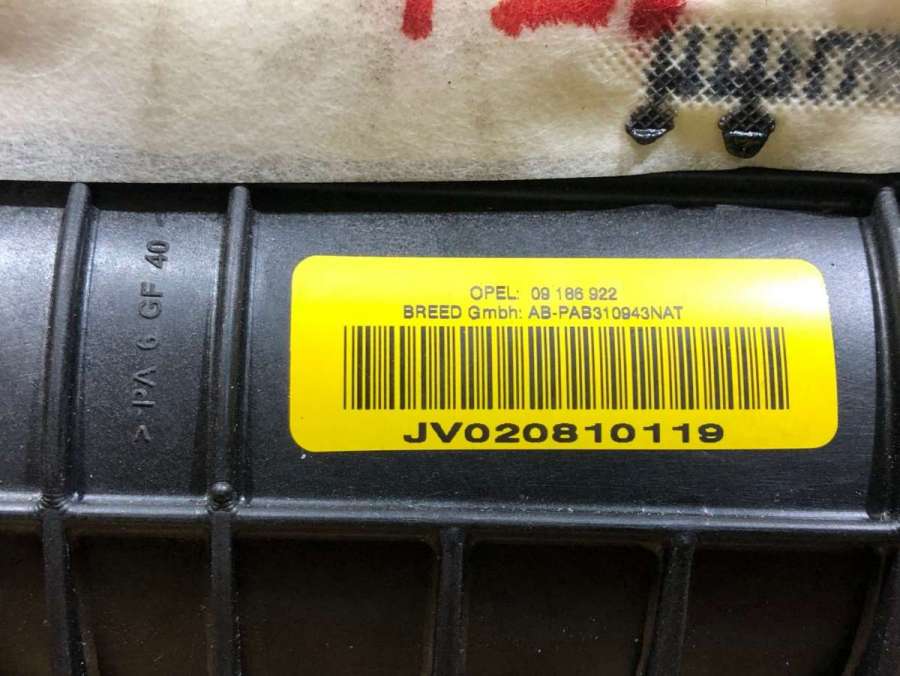 OPEL: 09 186 922
BREED Gmbh: AB-PAB310943NAT
JV020810119
> PA 6 GF 40 <